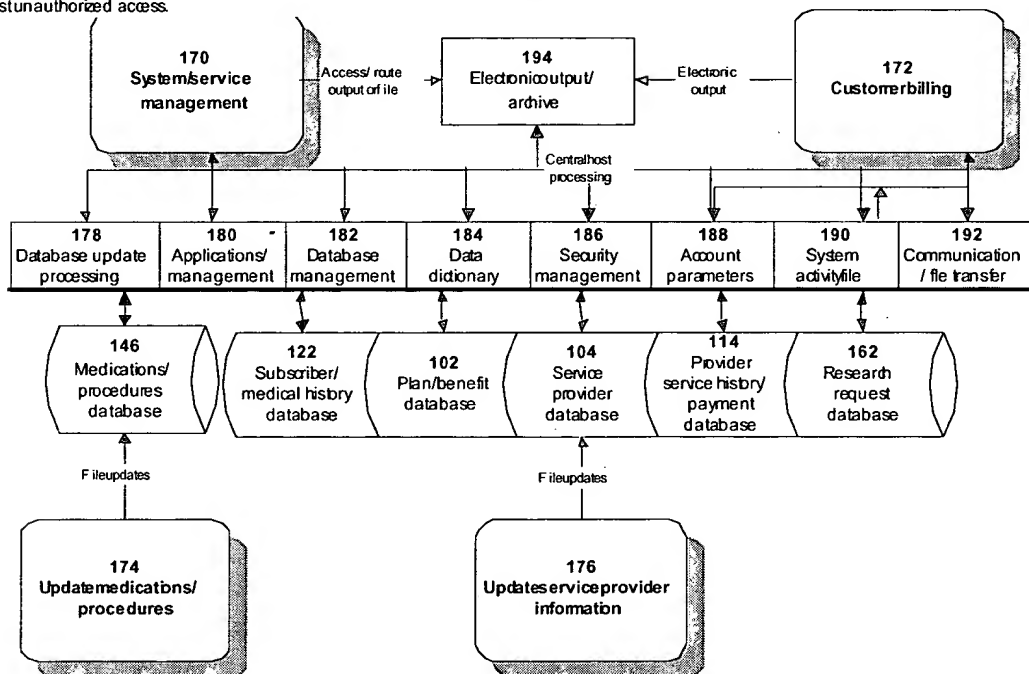 stunauthorized access.
170
System/service
management
Access/ route
output or file
194
Electronicoutput/
archive
Electronic
output
172
Customerbilling
Centralhost
processing
178
Database update
processing
180
Applications/
management
182
Database
management
184
Data
dictionary
186
Security
management
188
Account
parameters
190
System
activityfile
192
Communication
/ file transfer
146
Medications/
procedures
database
122
Subscriber/
medical history
database
102
Plan/benefit
database
104
Service
provider
database
114
Provider
service history/
payment
database
162
Research
request
database
Fileupdates
Fileupdates
174
Updatemedications/
procedures
176
Updateserviceprovider
information